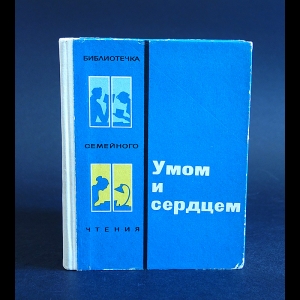 БИБЛИОТЕЧКА
СЕМЕЙНОГО
ЧТЕНИЯ
Умом
и
сердцем